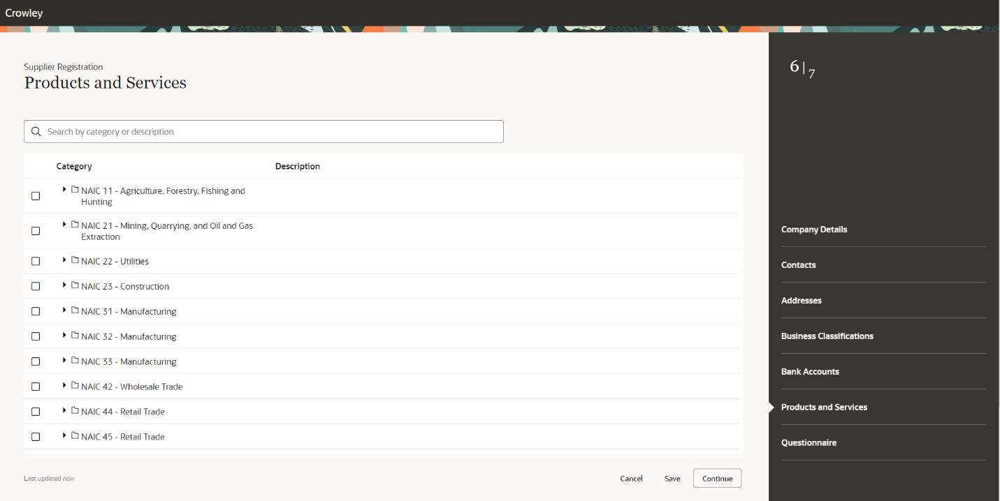 Crowley
Supplier Registration
Products and Services
Search by category or description
Category Description
NAIC 11 - Agriculture, Forestry, Fishing and
Hunting
NAIC 21 - Mining, Quarrying, and Oil and Gas
Extraction
NAIC 22 - Utilities
NAIC 23 - Construction
NAIC 31 - Manufacturing
NAIC 32 - Manufacturing
NAIC 33 - Manufacturing
NAIC 42 - Wholesale Trade
NAIC 44 - Retail Trade
NAIC 45 - Retail Trade
Last updated now
Cancel Save Continue
6 | 7
Company Details
Contacts
Addresses
Business Classifications
Bank Accounts
Products and Services
Questionnaire